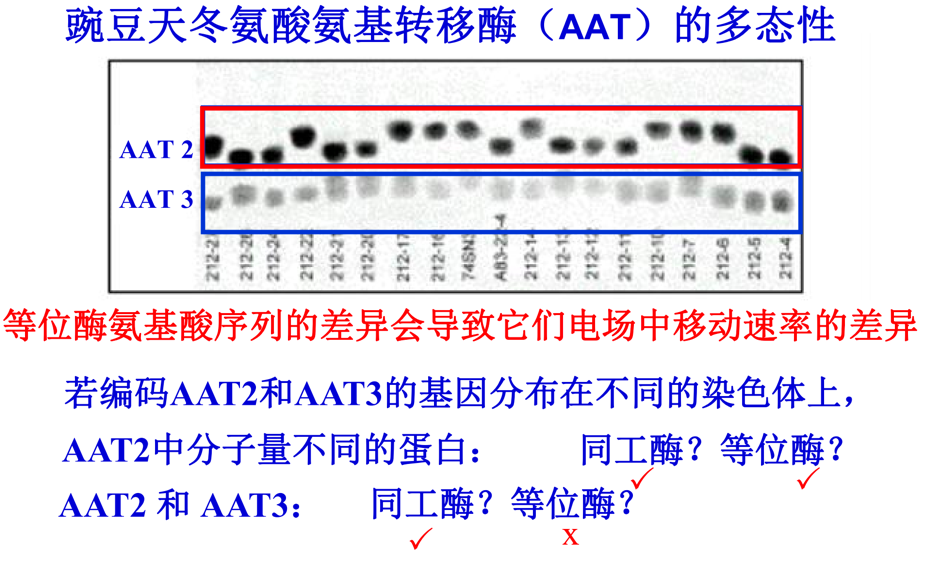 豌豆天冬氨酸氨基转移酶（AAT）的多态性
AAT 2
AAT 3
212-27 212-26 212-24 212-22 212-21 212-20 212-17 212-16 74SN3 A83-22-4 212-14 212-13 212-12 212-11 212-10 212-7 212-6 212-5 212-4
等位酶氨基酸序列的差异会导致它们电场中移动速率的差异
若编码AAT2和AAT3的基因分布在不同的染色体上，
AAT2中分子量不同的蛋白： 同工酶？等位酶？
✓ ✓
AAT2 和 AAT3： 同工酶？等位酶？
✓ x